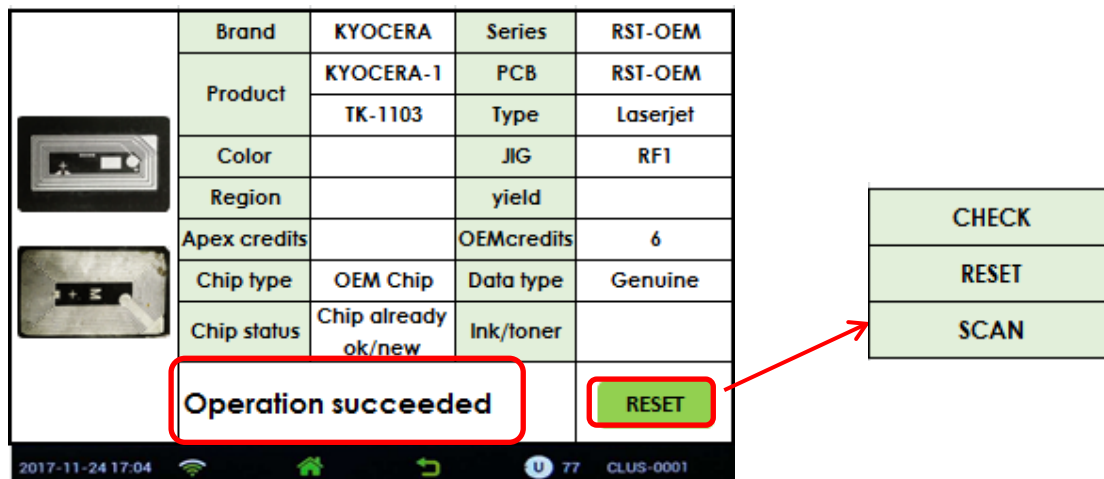 Brand KYOCERA Series RST-OEM
Product KYOCERA-1 PCB RST-OEM
TK-1103 Type Laserjet
Color JIG RF1
Region yield
Apex credits OEMcredits 6
Chip type OEM Chip Data type Genuine
Chip status Chip already ok/new Ink/toner
Operation succeeded RESET
2017-11-24 17:04 U 77 CLUS-0001
CHECK
RESET
SCAN